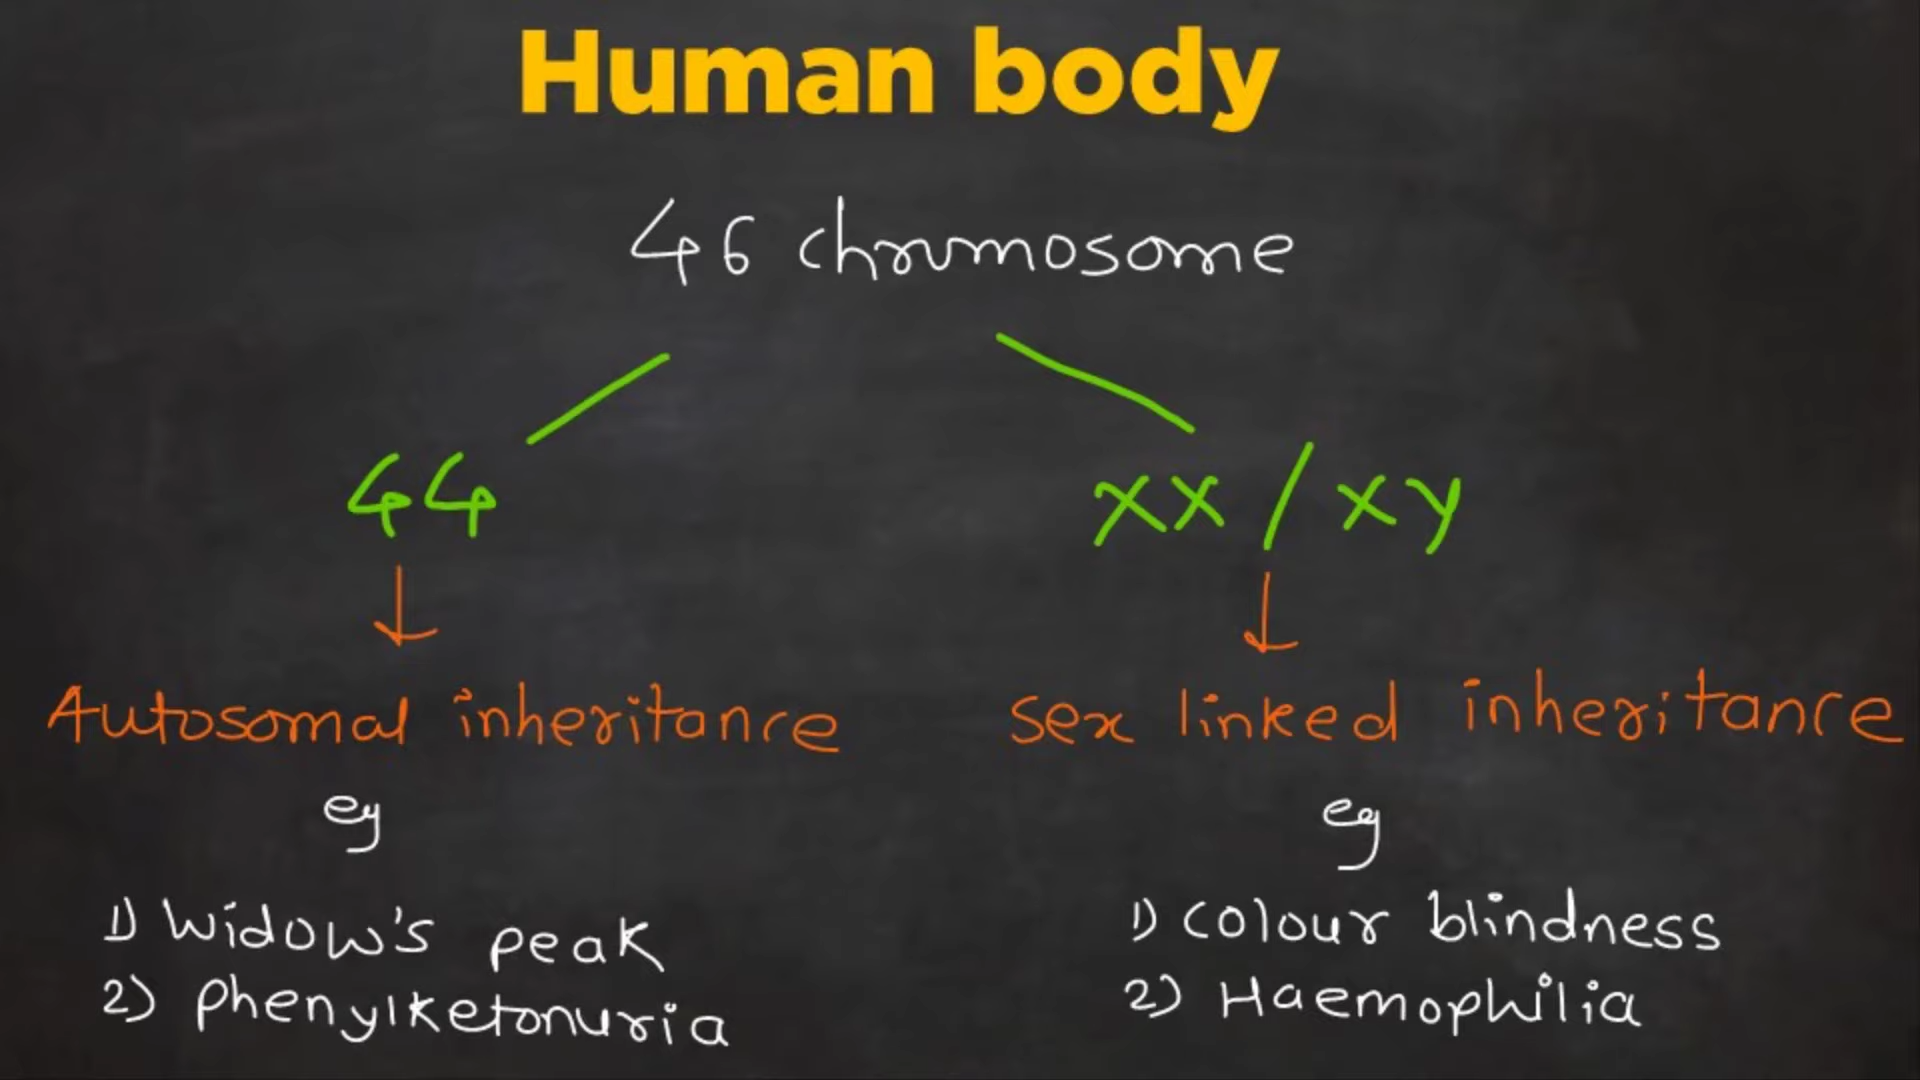 Human body
46 chrumosome
44
xx / xy
Autosomal inheritance
sex linked inheritance
eg
eg
1) Widow's peak
2) phenylketonuria
1) colour blindness
2) Haemophilia